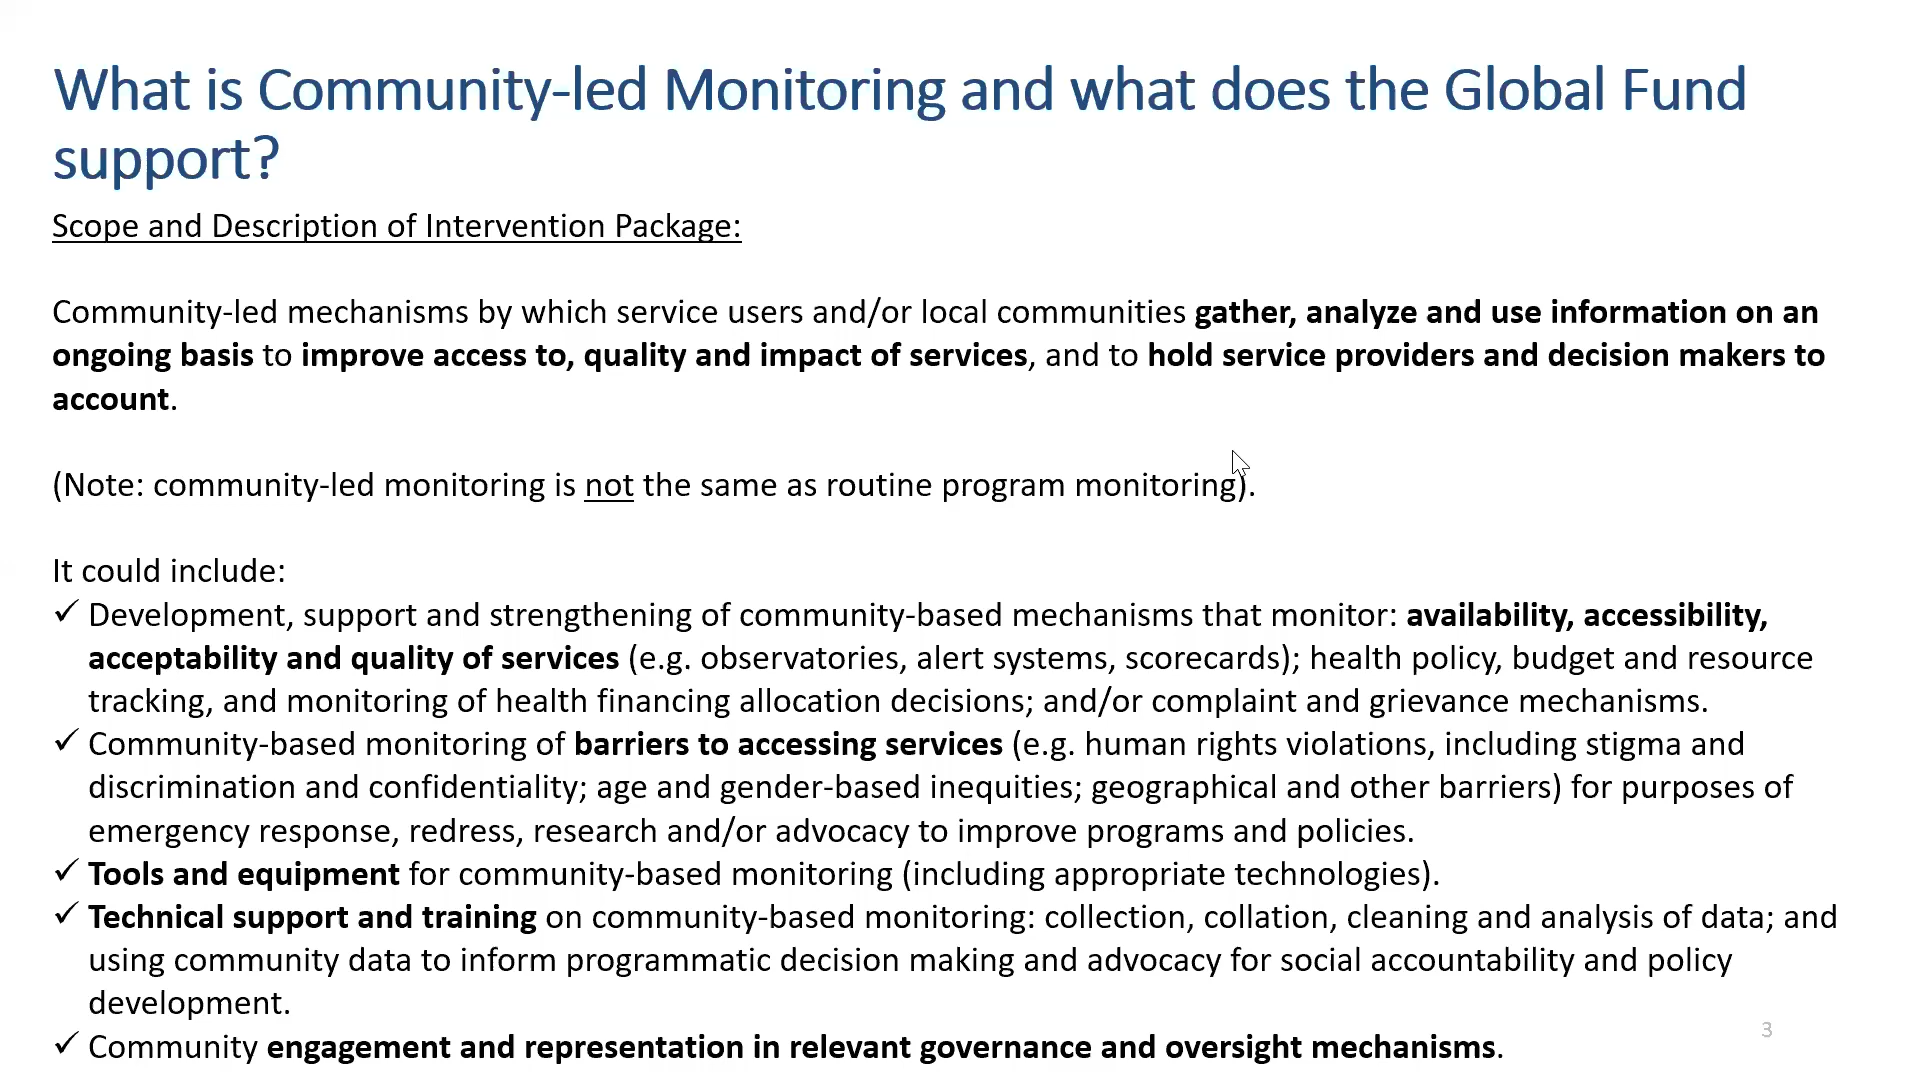 What is Community-led Monitoring and what does the Global Fund
support?
Scope and Description of Intervention Package:
Community-led mechanisms by which service users and/or local communities gather, analyze and use information on an
ongoing basis to improve access to, quality and impact of services, and to hold service providers and decision makers to
account.
(Note: community-led monitoring is not the same as routine program monitoring).
It could include:
✓ Development, support and strengthening of community-based mechanisms that monitor: availability, accessibility,
acceptability and quality of services (e.g. observatories, alert systems, scorecards); health policy, budget and resource
tracking, and monitoring of health financing allocation decisions; and/or complaint and grievance mechanisms.
✓ Community-based monitoring of barriers to accessing services (e.g. human rights violations, including stigma and
discrimination and confidentiality; age and gender-based inequities; geographical and other barriers) for purposes of
emergency response, redress, research and/or advocacy to improve programs and policies.
✓ Tools and equipment for community-based monitoring (including appropriate technologies).
✓ Technical support and training on community-based monitoring: collection, collation, cleaning and analysis of data; and
using community data to inform programmatic decision making and advocacy for social accountability and policy
development.
✓ Community engagement and representation in relevant governance and oversight mechanisms.
3